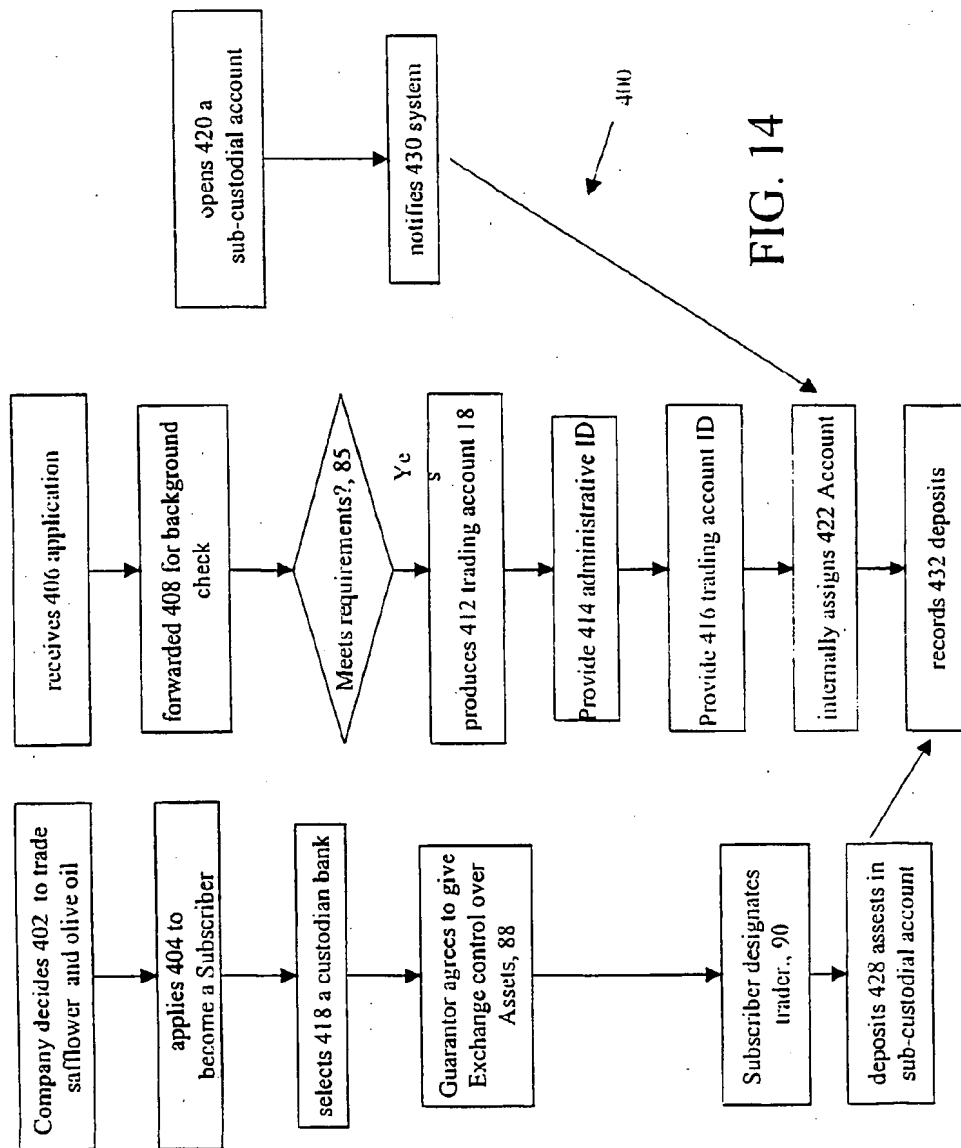 Company decides 402 to trade
safflower and olive oil
applies 404 to
become a Subscriber
selects 418 a custodian bank
Guarantor agrees to give
Exchange control over
Assets, 88
Subscriber designates
trader., 90
deposits 428 assests in
sub-custodial account
receives 406 application
forwarded 408 for background
check
Meets requirements?, 85
Ye
s
produces 412 trading account 18
Provide 414 administrative ID
Provide 416 trading account ID
internally assigns 422 Account
records 432 deposits
opens 420 a
sub-custodial account
notifies 430 system
400
FIG. 14